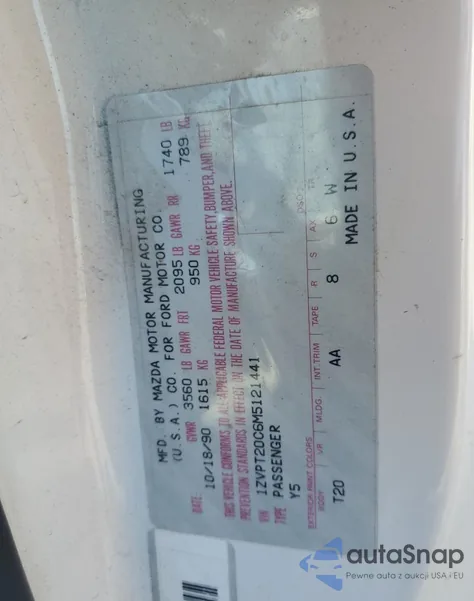 MFD. BY MAZDA MOTOR MANUFACTURING
(U.S.A.) CO. FOR FORD MOTOR CO.
GVWR 3560 LB GAWR FRT 2095 LB GAWR RR 1740 LB
DATE 10/18/90 1615 KG 950 KG 789 KG
THIS VEHICLE CONFORMS TO ALL APPLICABLE FEDERAL MOTOR VEHICLE SAFETY, BUMPER, AND THEFT
PREVENTION STANDARDS IN EFFECT ON THE DATE OF MANUFACTURE SHOWN ABOVE.
VIN 1ZVPT20C6M5121441
TYPE PASSENGER
Y5
EXTERIOR PAINT COLORS DSO
BODY VR MLDG INT.TRIM TAPE R S AX TR
T20 AA 8 6 W
MADE IN U.S.A.
autoSnap
Pewne auta z aukcji USA i EU